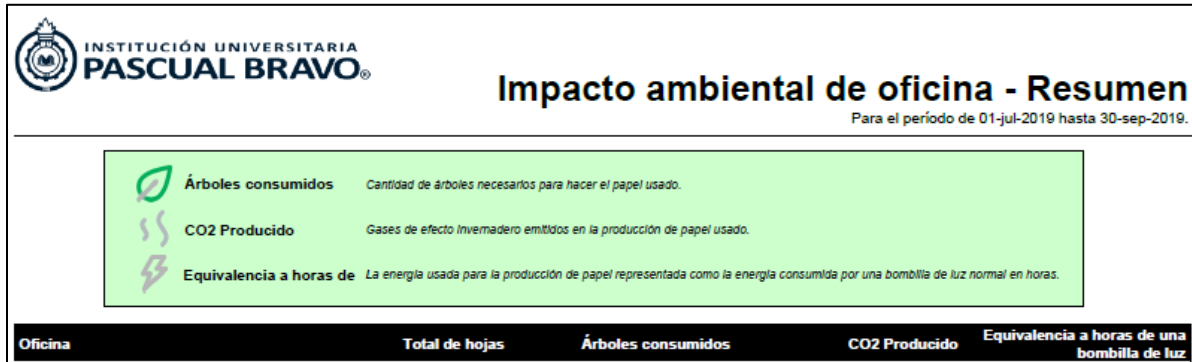 INSTITUCIÓN UNIVERSITARIA
PASCUAL BRAVO®
Impacto ambiental de oficina - Resumen
Para el período de 01-jul-2019 hasta 30-sep-2019.
Árboles consumidos Cantidad de árboles necesarios para hacer el papel usado.
CO2 Producido Gases de efecto invernadero emitidos en la producción de papel usado.
Equivalencia a horas de La energía usada para la producción de papel representada como la energía consumida por una bombilla de luz normal en horas.
Oficina Total de hojas Árboles consumidos CO2 Producido Equivalencia a horas de una
bombilla de luz